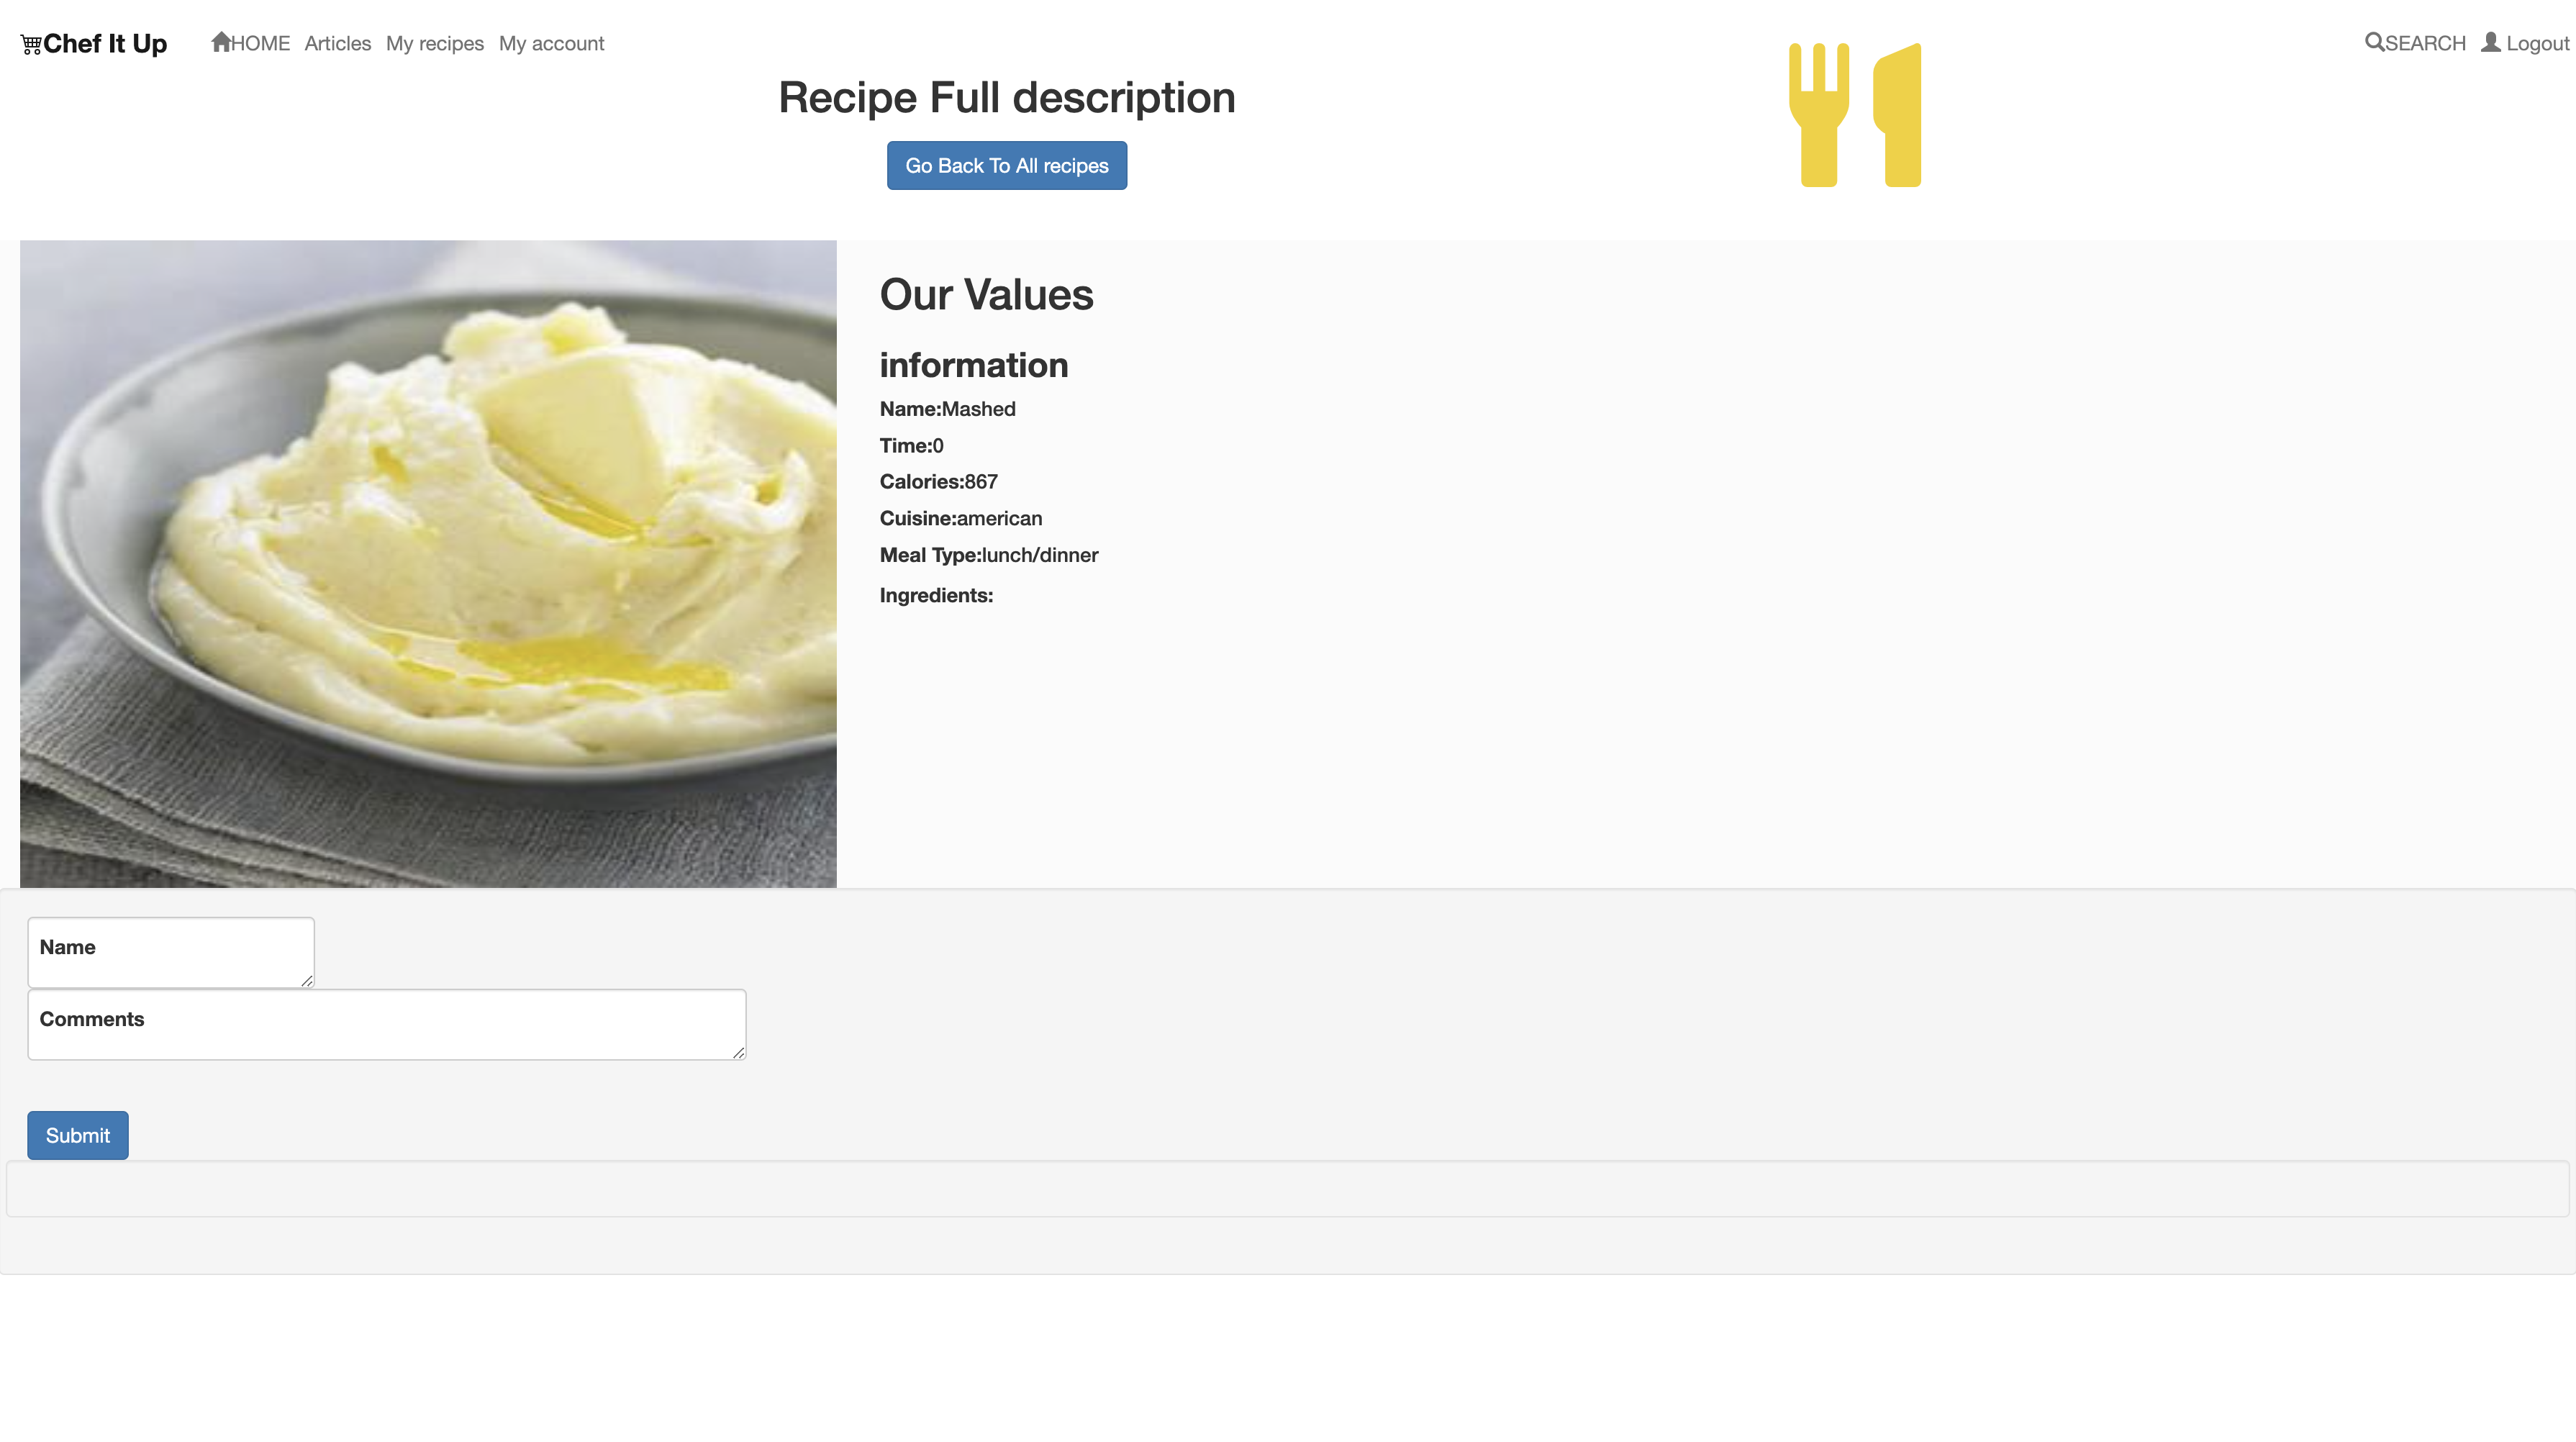 Chef It Up HOME Articles My recipes My account SEARCH Logout
Recipe Full description
Go Back To All recipes
Our Values
information
Name:Mashed
Time:0
Calories:867
Cuisine:american
Meal Type:lunch/dinner
Ingredients:
Name
Comments
Submit